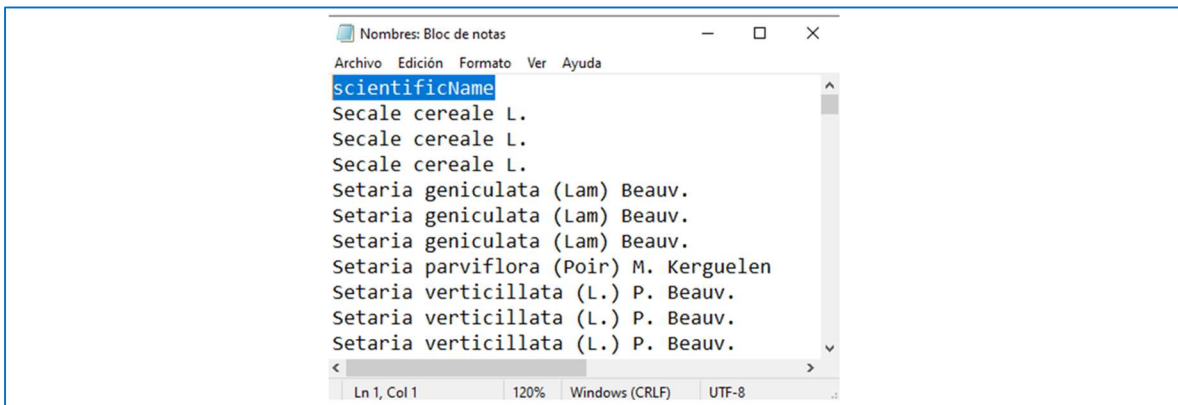 Nombres: Bloc de notas
Archivo Edición Formato Ver Ayuda
scientificName
Secale cereale L.
Secale cereale L.
Secale cereale L.
Setaria geniculata (Lam) Beauv.
Setaria geniculata (Lam) Beauv.
Setaria geniculata (Lam) Beauv.
Setaria parviflora (Poir) M. Kerguelen
Setaria verticillata (L.) P. Beauv.
Setaria verticillata (L.) P. Beauv.
Setaria verticillata (L.) P. Beauv.
Ln 1, Col 1 120% Windows (CRLF) UTF-8